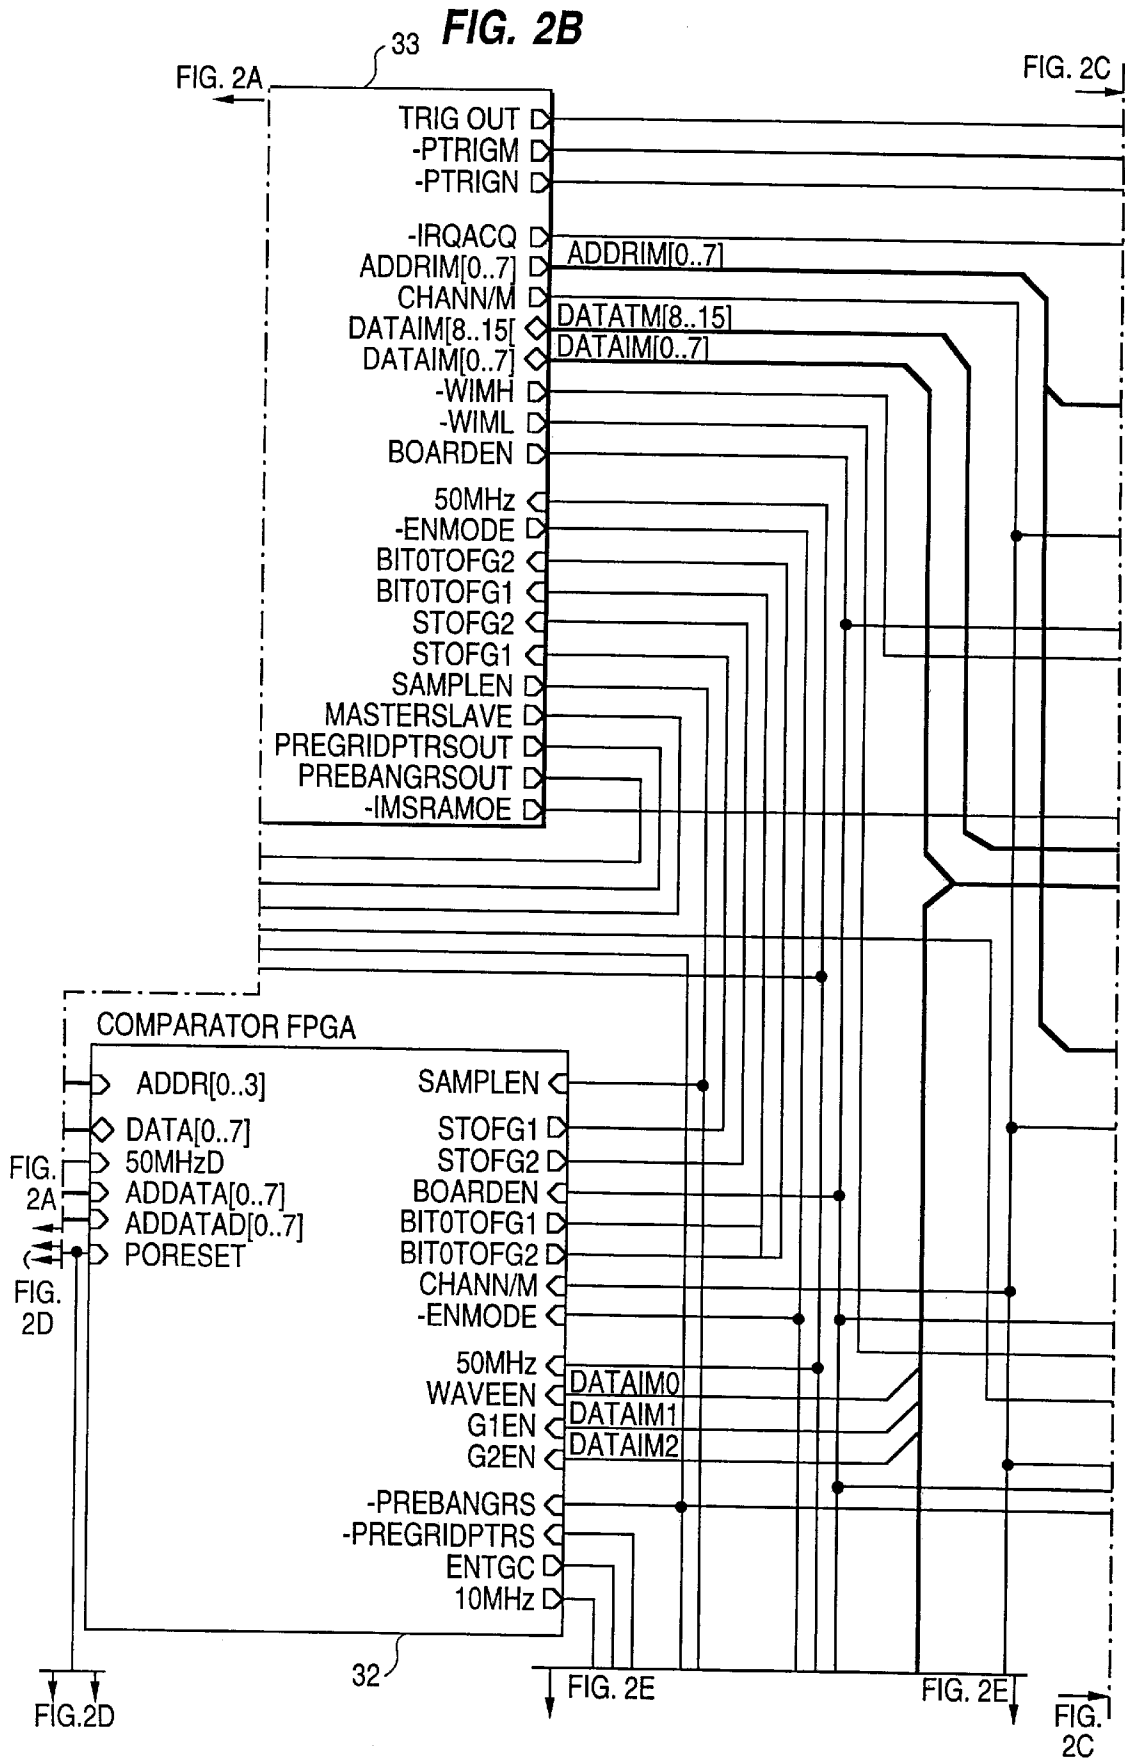 FIG. 2B
33
FIG. 2A
FIG. 2C
TRIG OUT
-PTRIGM
-PTRIGN
-IRQACQ
ADDRIM[0..7] ADDRIM[0..7]
CHANN/M
DATAIM[8..15[ DATATM[8..15]
DATAIM[0..7] DATAIM[0..7]
-WIMH
-WIML
BOARDEN
50MHz
-ENMODE
BIT0TOFG2
BIT0TOFG1
STOFG2
STOFG1
SAMPLEN
MASTERSLAVE
PREGRIDPTRSOUT
PREBANGRSOUT
-IMSRAMOE
COMPARATOR FPGA
ADDR[0..3]
DATA[0..7]
50MHzD
ADDATA[0..7]
ADDATAD[0..7]
PORESET
FIG.
2A
FIG.
2D
SAMPLEN
STOFG1
STOFG2
BOARDEN
BIT0TOFG1
BIT0TOFG2
CHANN/M
-ENMODE
50MHz
WAVEEN DATAIM0
G1EN DATAIM1
G2EN DATAIM2
-PREBANGRS
-PREGRIDPTRS
ENTGC
10MHz
32
FIG.2D
FIG. 2E
FIG. 2E
FIG.
2C